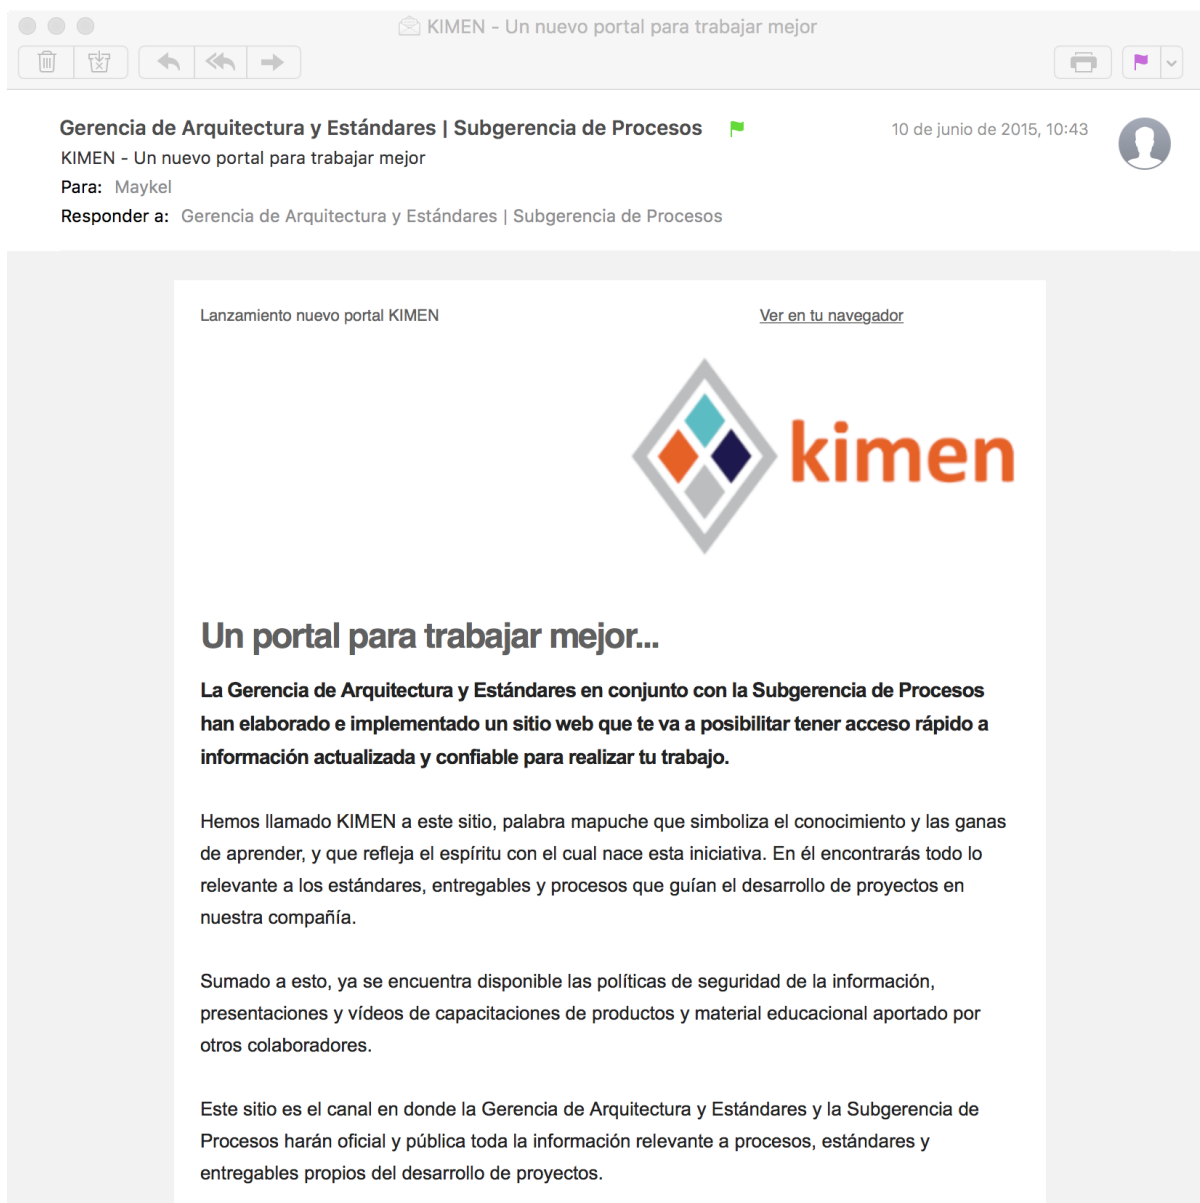 KIMEN - Un nuevo portal para trabajar mejor
Gerencia de Arquitectura y Estándares | Subgerencia de Procesos
10 de junio de 2015, 10:43
KIMEN - Un nuevo portal para trabajar mejor
Para: Maykel
Responder a: Gerencia de Arquitectura y Estándares | Subgerencia de Procesos
Lanzamiento nuevo portal KIMEN
Ver en tu navegador
kimen
Un portal para trabajar mejor...
La Gerencia de Arquitectura y Estándares en conjunto con la Subgerencia de Procesos
han elaborado e implementado un sitio web que te va a posibilitar tener acceso rápido a
información actualizada y confiable para realizar tu trabajo.
Hemos llamado KIMEN a este sitio, palabra mapuche que simboliza el conocimiento y las ganas
de aprender, y que refleja el espíritu con el cual nace esta iniciativa. En él encontrarás todo lo
relevante a los estándares, entregables y procesos que guían el desarrollo de proyectos en
nuestra compañía.
Sumado a esto, ya se encuentra disponible las políticas de seguridad de la información,
presentaciones y vídeos de capacitaciones de productos y material educacional aportado por
otros colaboradores.
Este sitio es el canal en donde la Gerencia de Arquitectura y Estándares y la Subgerencia de
Procesos harán oficial y pública toda la información relevante a procesos, estándares y
entregables propios del desarrollo de proyectos.